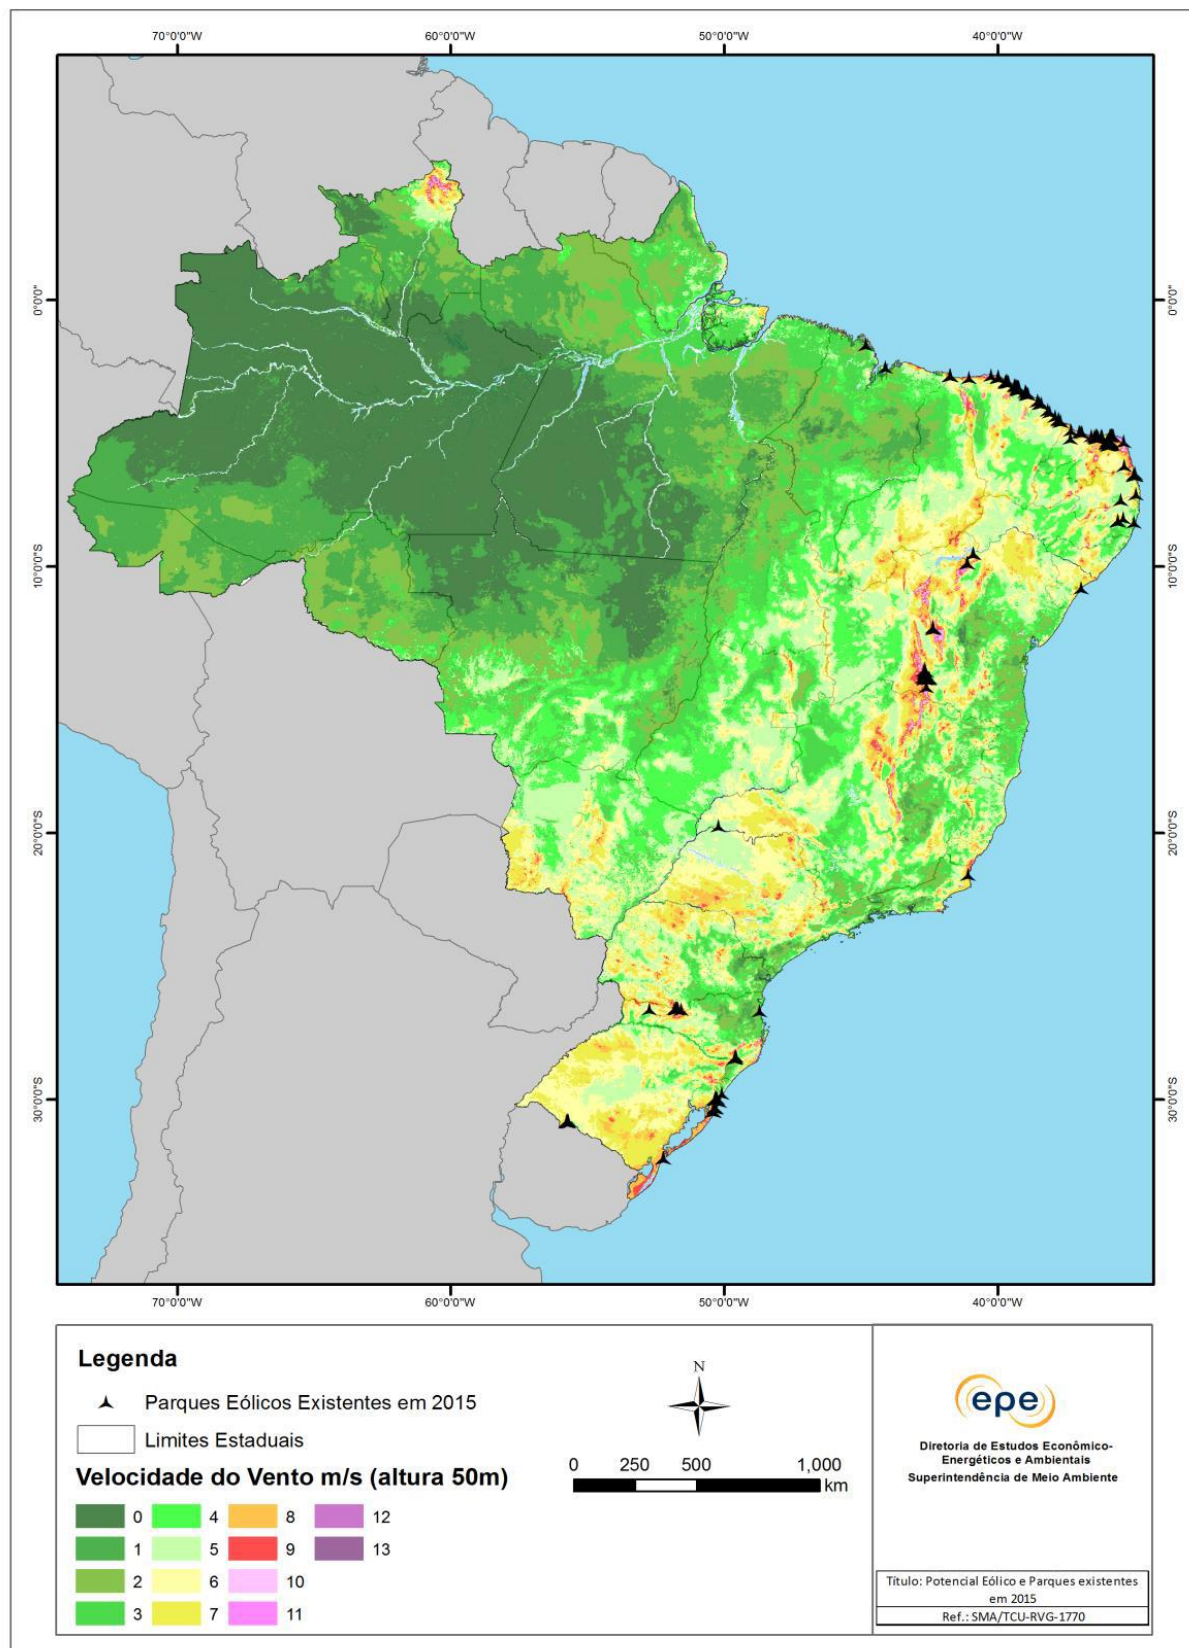 70°0'0"W 60°0'0"W 50°0'0"W 40°0'0"W
0°0'0" 0°0'0"
10°0'0"S 10°0'0"S
20°0'0"S 20°0'0"S
30°0'0"S 30°0'0"S
70°0'0"W 60°0'0"W 50°0'0"W 40°0'0"W
Legenda
Parques Eólicos Existentes em 2015
Limites Estaduais
Velocidade do Vento m/s (altura 50m)
0 4 8 12
1 5 9 13
2 6 10
3 7 11
N
0 250 500 1,000
km
epe
Diretoria de Estudos Econômico-
Energéticos e Ambientais
Superintendência de Meio Ambiente
Título: Potencial Eólico e Parques existentes
em 2015
Ref.: SMA/TCU-RVG-1770